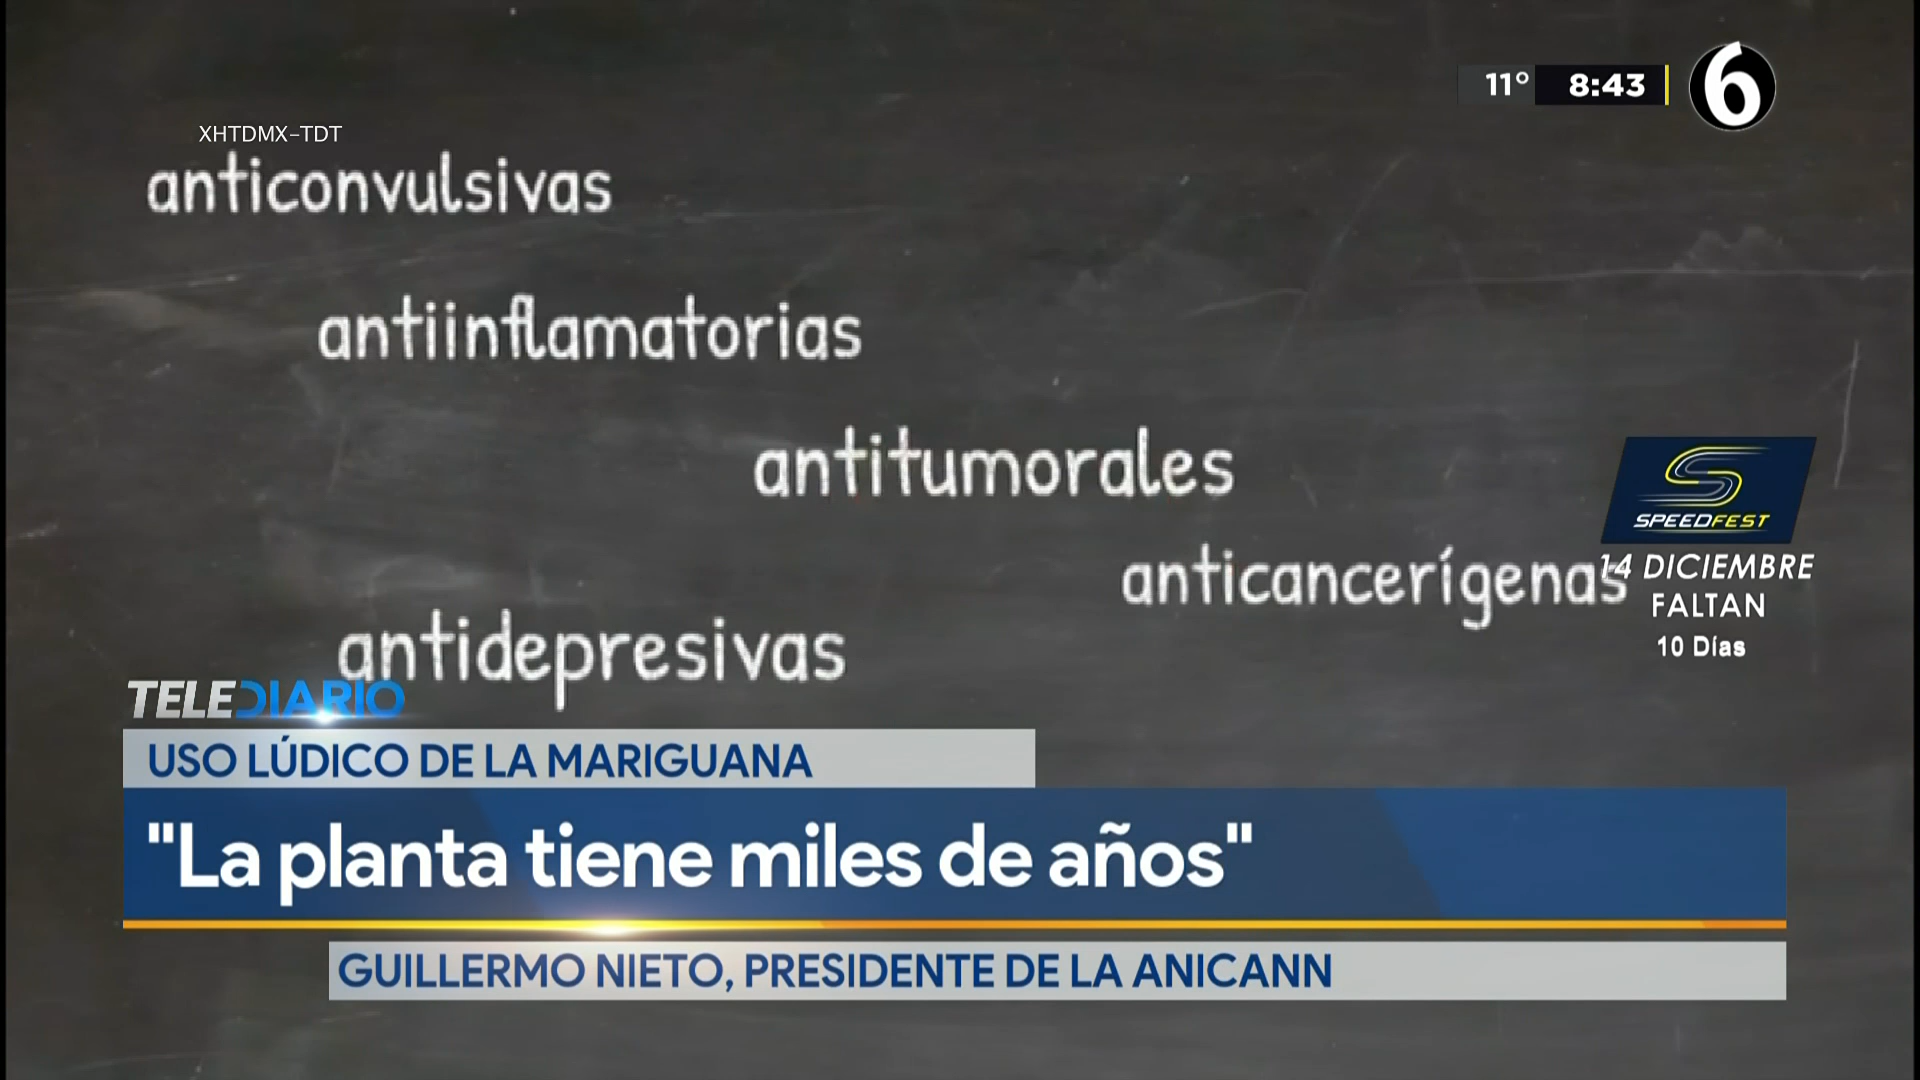 11° 8:43 6
XHTDMX-TDT
anticonvulsivas
antiinflamatorias
antitumorales
SPEEDFEST
anticancerígenas
14 DICIEMBRE
FALTAN
10 Días
antidepresivas
TELEDIARIO
USO LÚDICO DE LA MARIGUANA
"La planta tiene miles de años"
GUILLERMO NIETO, PRESIDENTE DE LA ANICANN